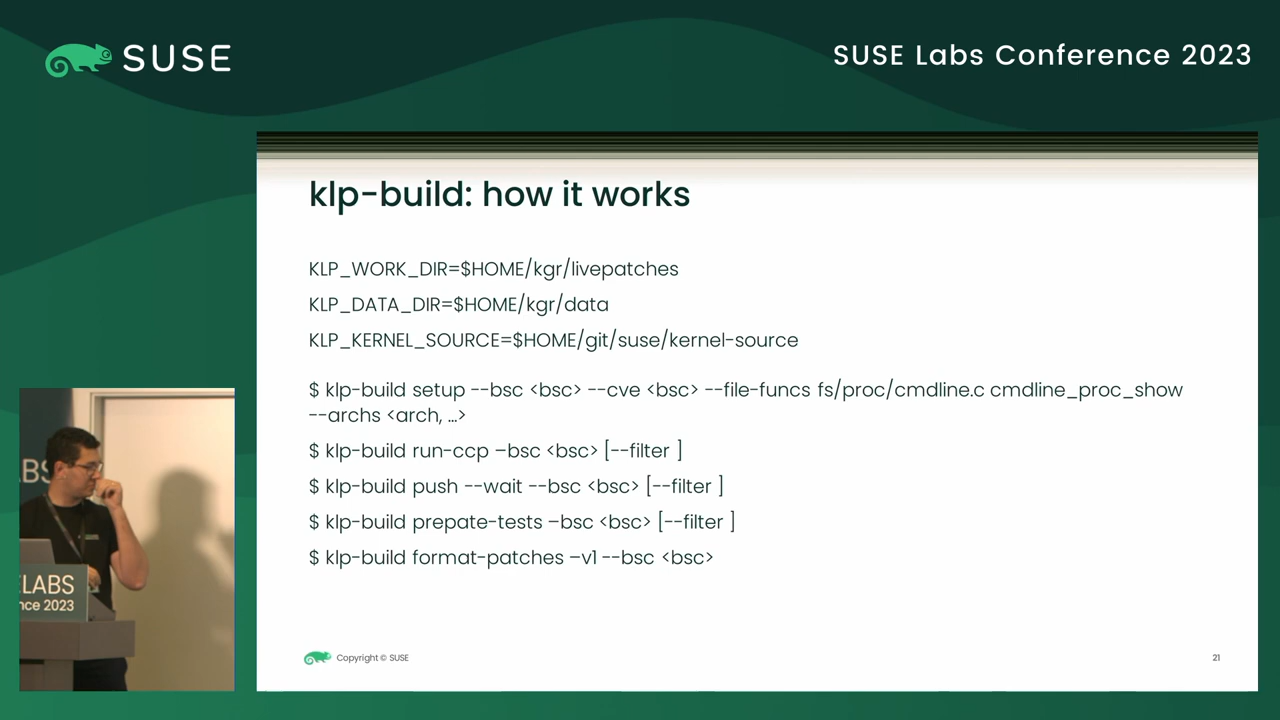 SUSE
SUSE Labs Conference 2023
klp-build: how it works
KLP_WORK_DIR=$HOME/kgr/livepatches
KLP_DATA_DIR=$HOME/kgr/data
KLP_KERNEL_SOURCE=$HOME/git/suse/kernel-source
$ klp-build setup --bsc <bsc> --cve <bsc> --file-funcs fs/proc/cmdline.c cmdline_proc_show
--archs <arch, ...>
$ klp-build run-ccp –bsc <bsc> [--filter ]
$ klp-build push --wait --bsc <bsc> [--filter ]
$ klp-build prepate-tests –bsc <bsc> [--filter ]
$ klp-build format-patches –v1 --bsc <bsc>
Copyright © SUSE
21
ABS
ELABS
nce 2023